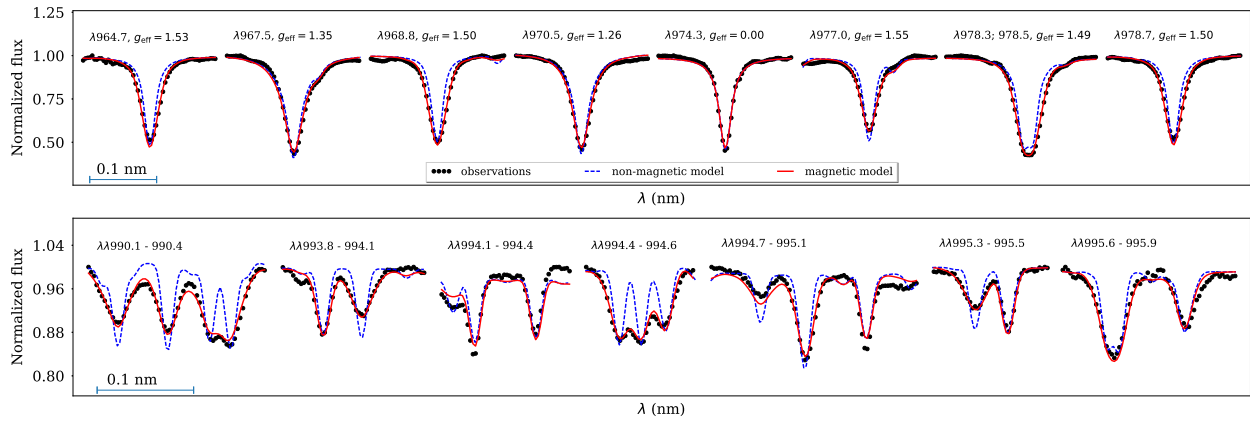 1.25
1.00
0.75
0.50
Normalized flux
λ964.7, g_eff = 1.53
λ967.5, g_eff = 1.35
λ968.8, g_eff = 1.50
λ970.5, g_eff = 1.26
λ974.3, g_eff = 0.00
λ977.0, g_eff = 1.55
λ978.3; 978.5, g_eff = 1.49
λ978.7, g_eff = 1.50
0.1 nm
observations
non-magnetic model
magnetic model
λ (nm)
1.04
0.96
0.88
0.80
Normalized flux
λλ990.1 - 990.4
λλ993.8 - 994.1
λλ994.1 - 994.4
λλ994.4 - 994.6
λλ994.7 - 995.1
λλ995.3 - 995.5
λλ995.6 - 995.9
0.1 nm
λ (nm)